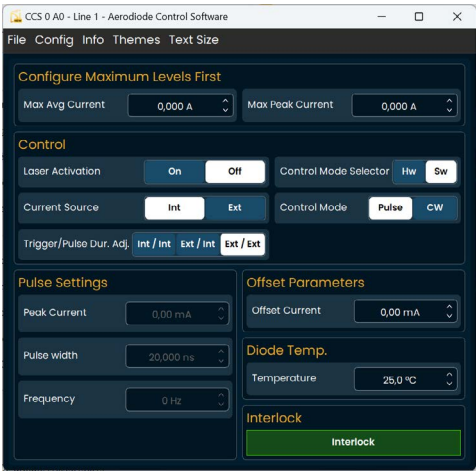 CCS 0 A0 - Line 1 - Aerodiode Control Software
File Config Info Themes Text Size
Configure Maximum Levels First
Max Avg Current 0,000 A Max Peak Current 0,000 A
Control
Laser Activation On Off Control Mode Selector Hw Sw
Current Source Int Ext Control Mode Pulse CW
Trigger/Pulse Dur. Adj. Int / Int Ext / Int Ext / Ext
Pulse Settings
Peak Current 0,00 mA
Pulse width 20,000 ns
Frequency 0 Hz
Offset Parameters
Offset Current 0,00 mA
Diode Temp.
Temperature 25,0 ºC
Interlock
Interlock